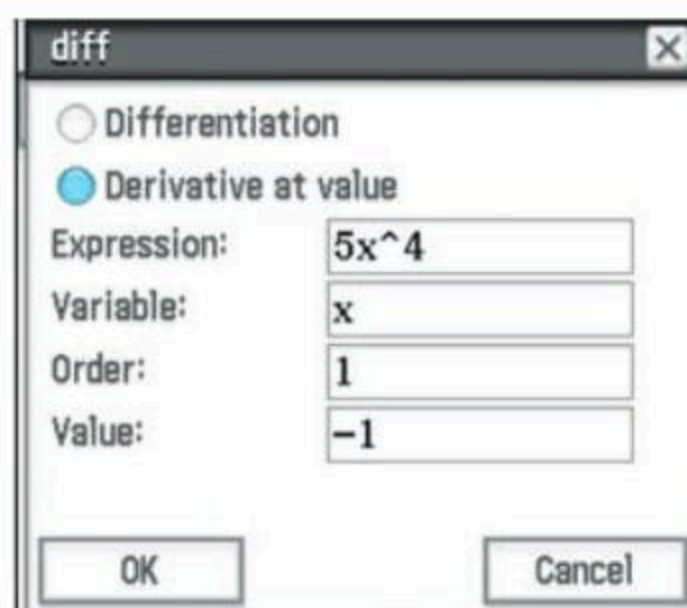 diff
Differentiation
Derivative at value
Expression: 5x^4
Variable: x
Order: 1
Value: −1
OK Cancel